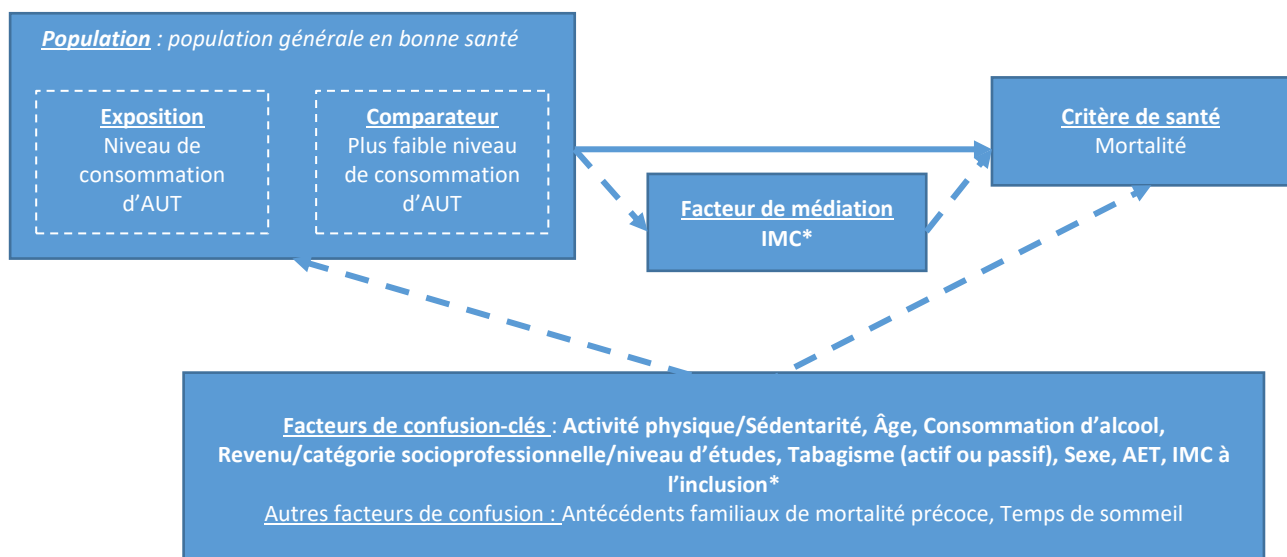 Population : population générale en bonne santé
Exposition
Niveau de
consommation
d’AUT
Comparateur
Plus faible niveau
de consommation
d’AUT
Facteur de médiation
IMC*
Critère de santé
Mortalité
Facteurs de confusion-clés : Activité physique/Sédentarité, Âge, Consommation d’alcool,
Revenu/catégorie socioprofessionnelle/niveau d’études, Tabagisme (actif ou passif), Sexe, AET, IMC à
l’inclusion*
Autres facteurs de confusion : Antécédents familiaux de mortalité précoce, Temps de sommeil